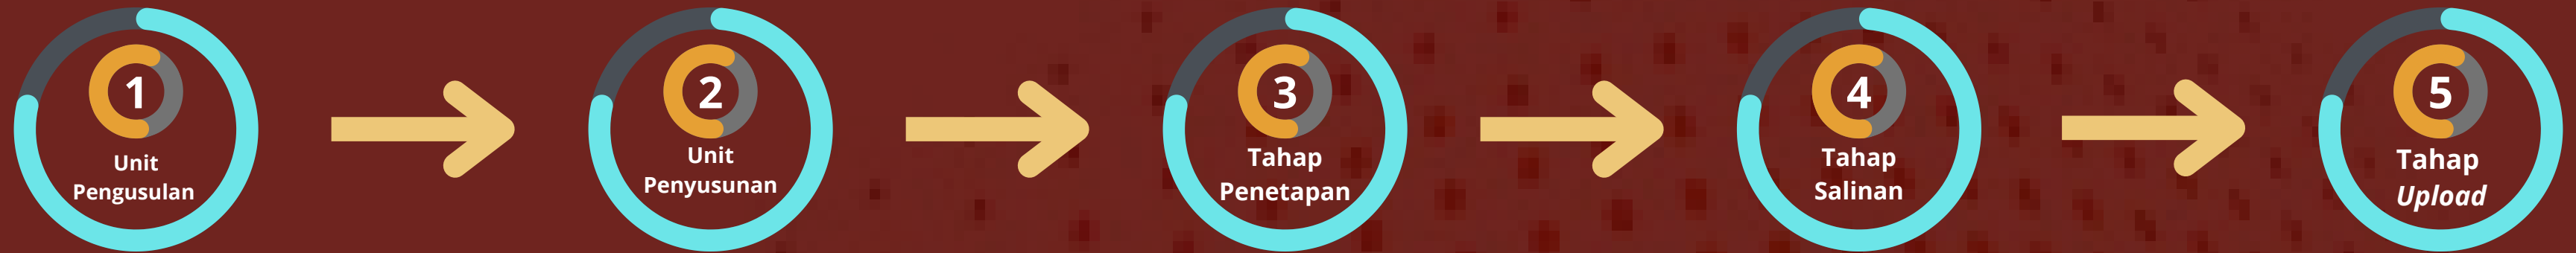 1
Unit
Pengusulan
2
Unit
Penyusunan
3
Tahap
Penetapan
4
Tahap
Salinan
5
Tahap
Upload